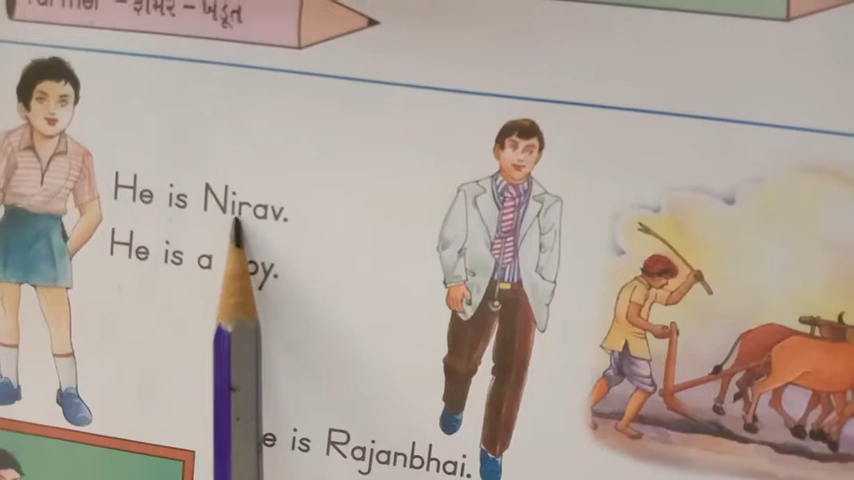 – ફાર્મર – ખેડૂત
He is Nirav.
He is a
is Rajanbhai.